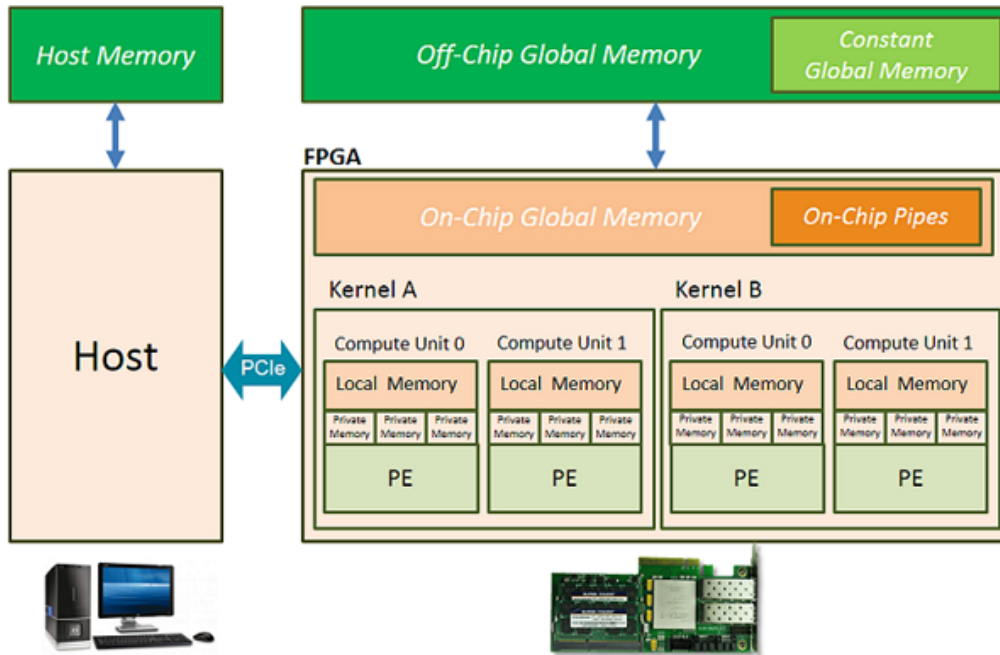 Host Memory
Off-Chip Global Memory
Constant
Global Memory
FPGA
On-Chip Global Memory
On-Chip Pipes
Host
PCIe
Kernel A
Kernel B
Compute Unit 0
Compute Unit 1
Compute Unit 0
Compute Unit 1
Local Memory
Local Memory
Local Memory
Local Memory
Private Memory
Private Memory
Private Memory
Private Memory
Private Memory
Private Memory
Private Memory
Private Memory
Private Memory
Private Memory
Private Memory
Private Memory
PE
PE
PE
PE